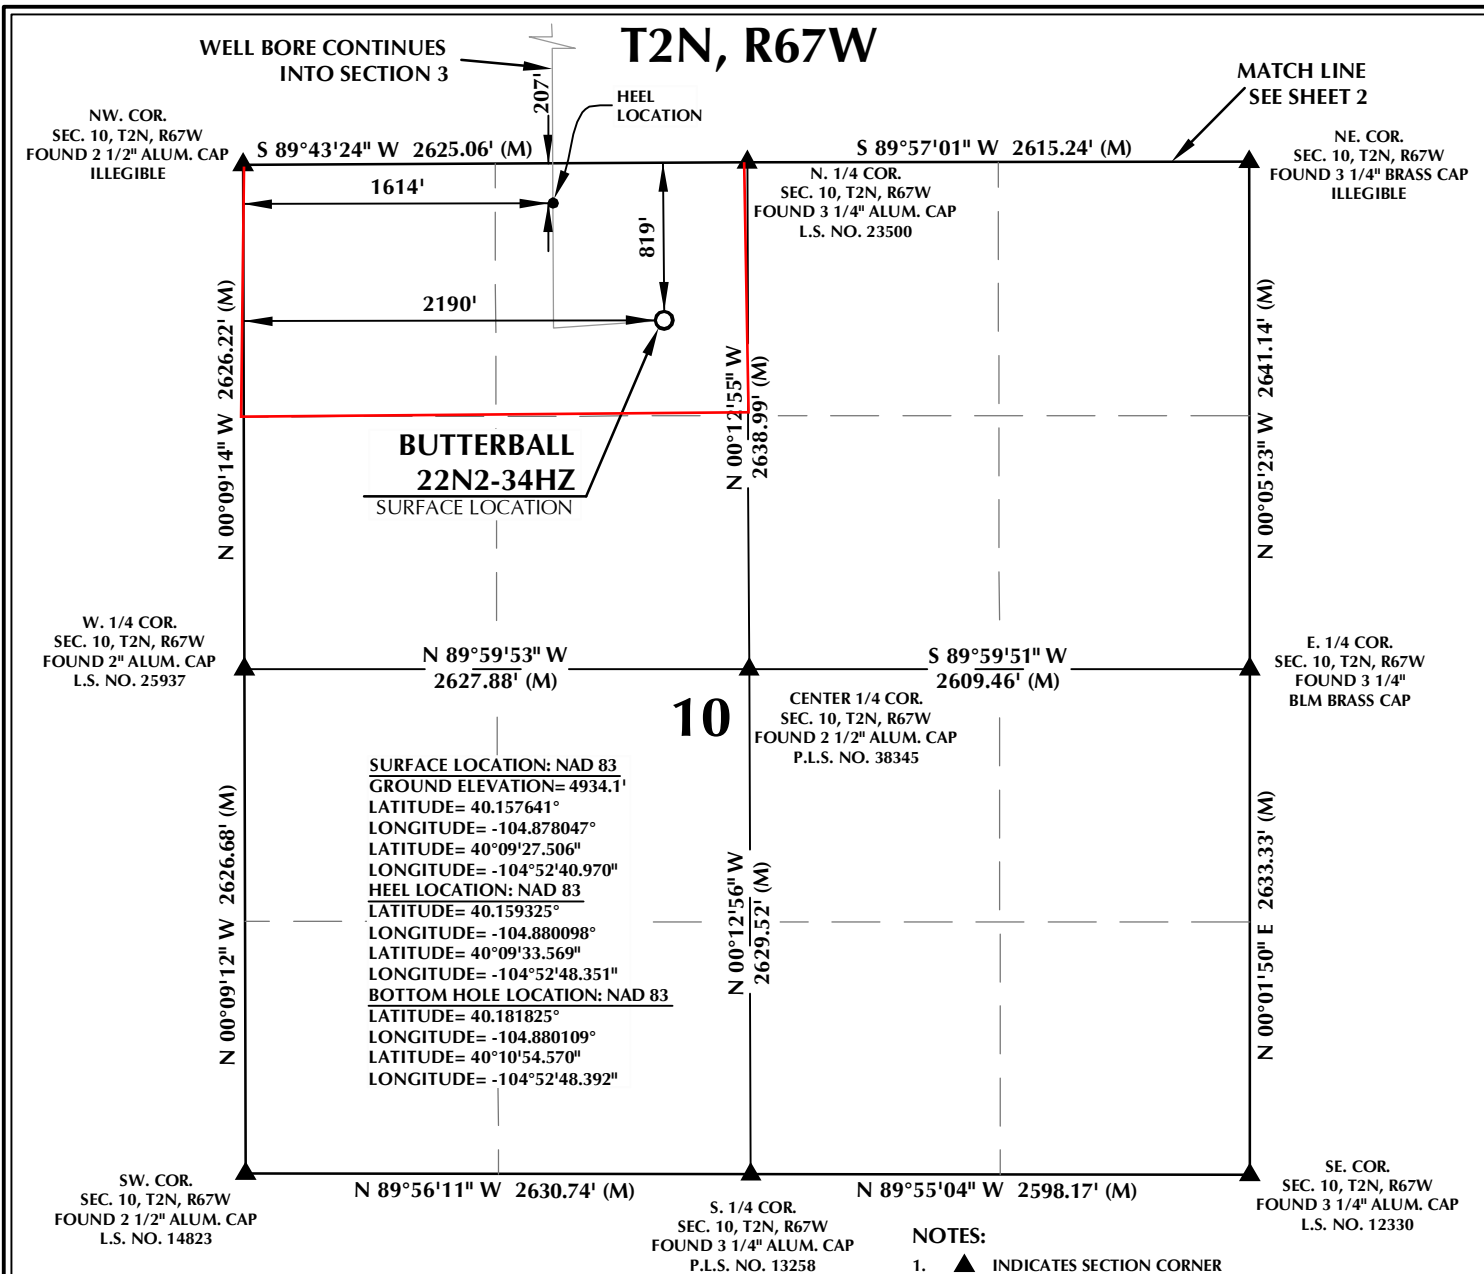 T2N, R67W
WELL BORE CONTINUES
INTO SECTION 3
207'
HEEL
LOCATION
MATCH LINE
SEE SHEET 2
NW. COR.
SEC. 10, T2N, R67W
FOUND 2 1/2" ALUM. CAP
ILLEGIBLE
S 89°43'24" W 2625.06' (M)
S 89°57'01" W 2615.24' (M)
NE. COR.
SEC. 10, T2N, R67W
FOUND 3 1/4" BRASS CAP
ILLEGIBLE
N. 1/4 COR.
SEC. 10, T2N, R67W
FOUND 3 1/4" ALUM. CAP
L.S. NO. 23500
1614'
819'
2190'
N 00°09'14" W 2626.22' (M)
N 00°12'55" W
2638.99' (M)
N 00°05'23" W 2641.14' (M)
BUTTERBALL
22N2-34HZ
SURFACE LOCATION
W. 1/4 COR.
SEC. 10, T2N, R67W
FOUND 2" ALUM. CAP
L.S. NO. 25937
N 89°59'53" W
2627.88' (M)
S 89°59'51" W
2609.46' (M)
E. 1/4 COR.
SEC. 10, T2N, R67W
FOUND 3 1/4"
BLM BRASS CAP
10
CENTER 1/4 COR.
SEC. 10, T2N, R67W
FOUND 2 1/2" ALUM. CAP
P.L.S. NO. 38345
SURFACE LOCATION: NAD 83
GROUND ELEVATION= 4934.1'
LATITUDE= 40.157641°
LONGITUDE= -104.878047°
LATITUDE= 40°09'27.506"
LONGITUDE= -104°52'40.970"
HEEL LOCATION: NAD 83
LATITUDE= 40.159325°
LONGITUDE= -104.880098°
LATITUDE= 40°09'33.569"
LONGITUDE= -104°52'48.351"
BOTTOM HOLE LOCATION: NAD 83
LATITUDE= 40.181825°
LONGITUDE= -104.880109°
LATITUDE= 40°10'54.570"
LONGITUDE= -104°52'48.392"
N 00°09'12" W 2626.68' (M)
N 00°12'56" W
2629.52' (M)
N 00°01'50" E 2633.33' (M)
SW. COR.
SEC. 10, T2N, R67W
FOUND 2 1/2" ALUM. CAP
L.S. NO. 14823
N 89°56'11" W 2630.74' (M)
N 89°55'04" W 2598.17' (M)
S. 1/4 COR.
SEC. 10, T2N, R67W
FOUND 3 1/4" ALUM. CAP
P.L.S. NO. 13258
SE. COR.
SEC. 10, T2N, R67W
FOUND 3 1/4" ALUM. CAP
L.S. NO. 12330
NOTES:
1. ▲ INDICATES SECTION CORNER